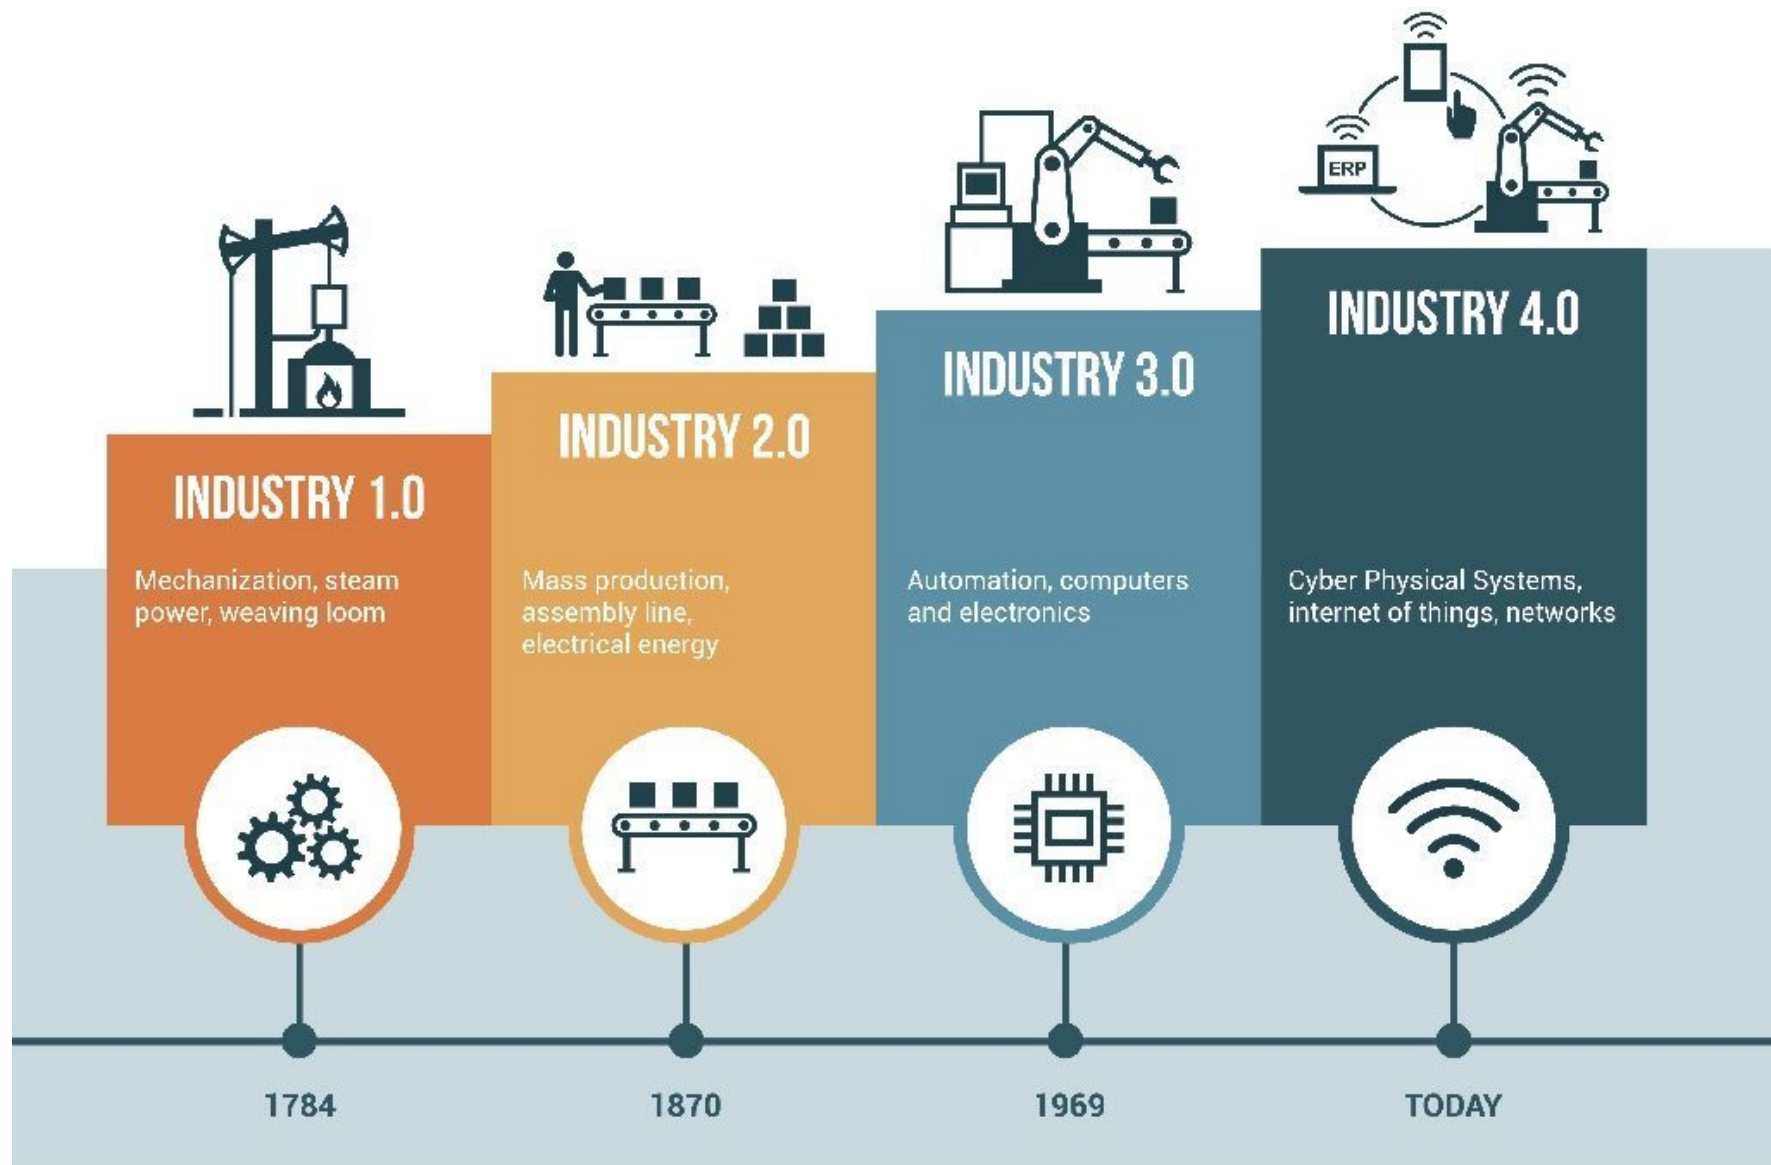 ERP
INDUSTRY 1.0
Mechanization, steam
power, weaving loom
INDUSTRY 2.0
Mass production,
assembly line,
electrical energy
INDUSTRY 3.0
Automation, computers
and electronics
INDUSTRY 4.0
Cyber Physical Systems,
internet of things, networks
1784
1870
1969
TODAY